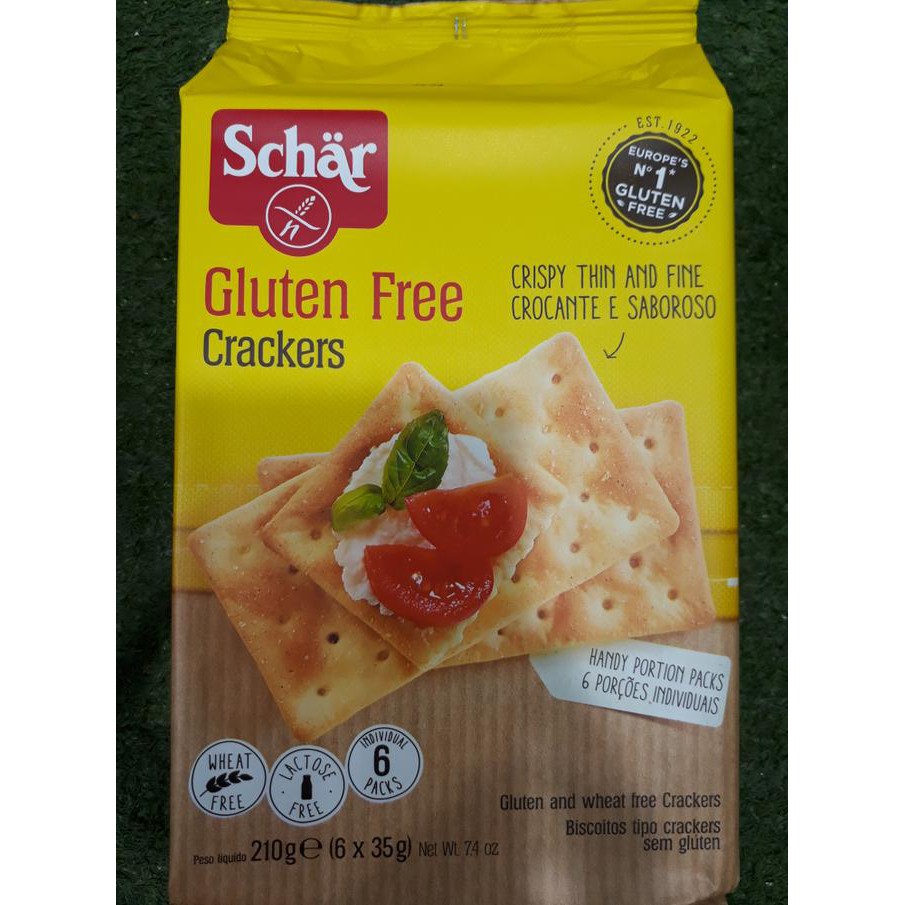 Schär
EST. 1922
EUROPE'S
Nº 1*
GLUTEN
FREE
Gluten Free
Crackers
CRISPY THIN AND FINE
CROCANTE E SABOROSO
HANDY PORTION PACKS
6 PORÇÕES INDIVIDUAIS
WHEAT
FREE
LACTOSE
FREE
INDIVIDUAL
6
PACKS
Gluten and wheat free Crackers
Biscoitos tipo crackers
sem glúten
Peso líquido 210g℮ (6 x 35g) Net Wt. 7.4 oz